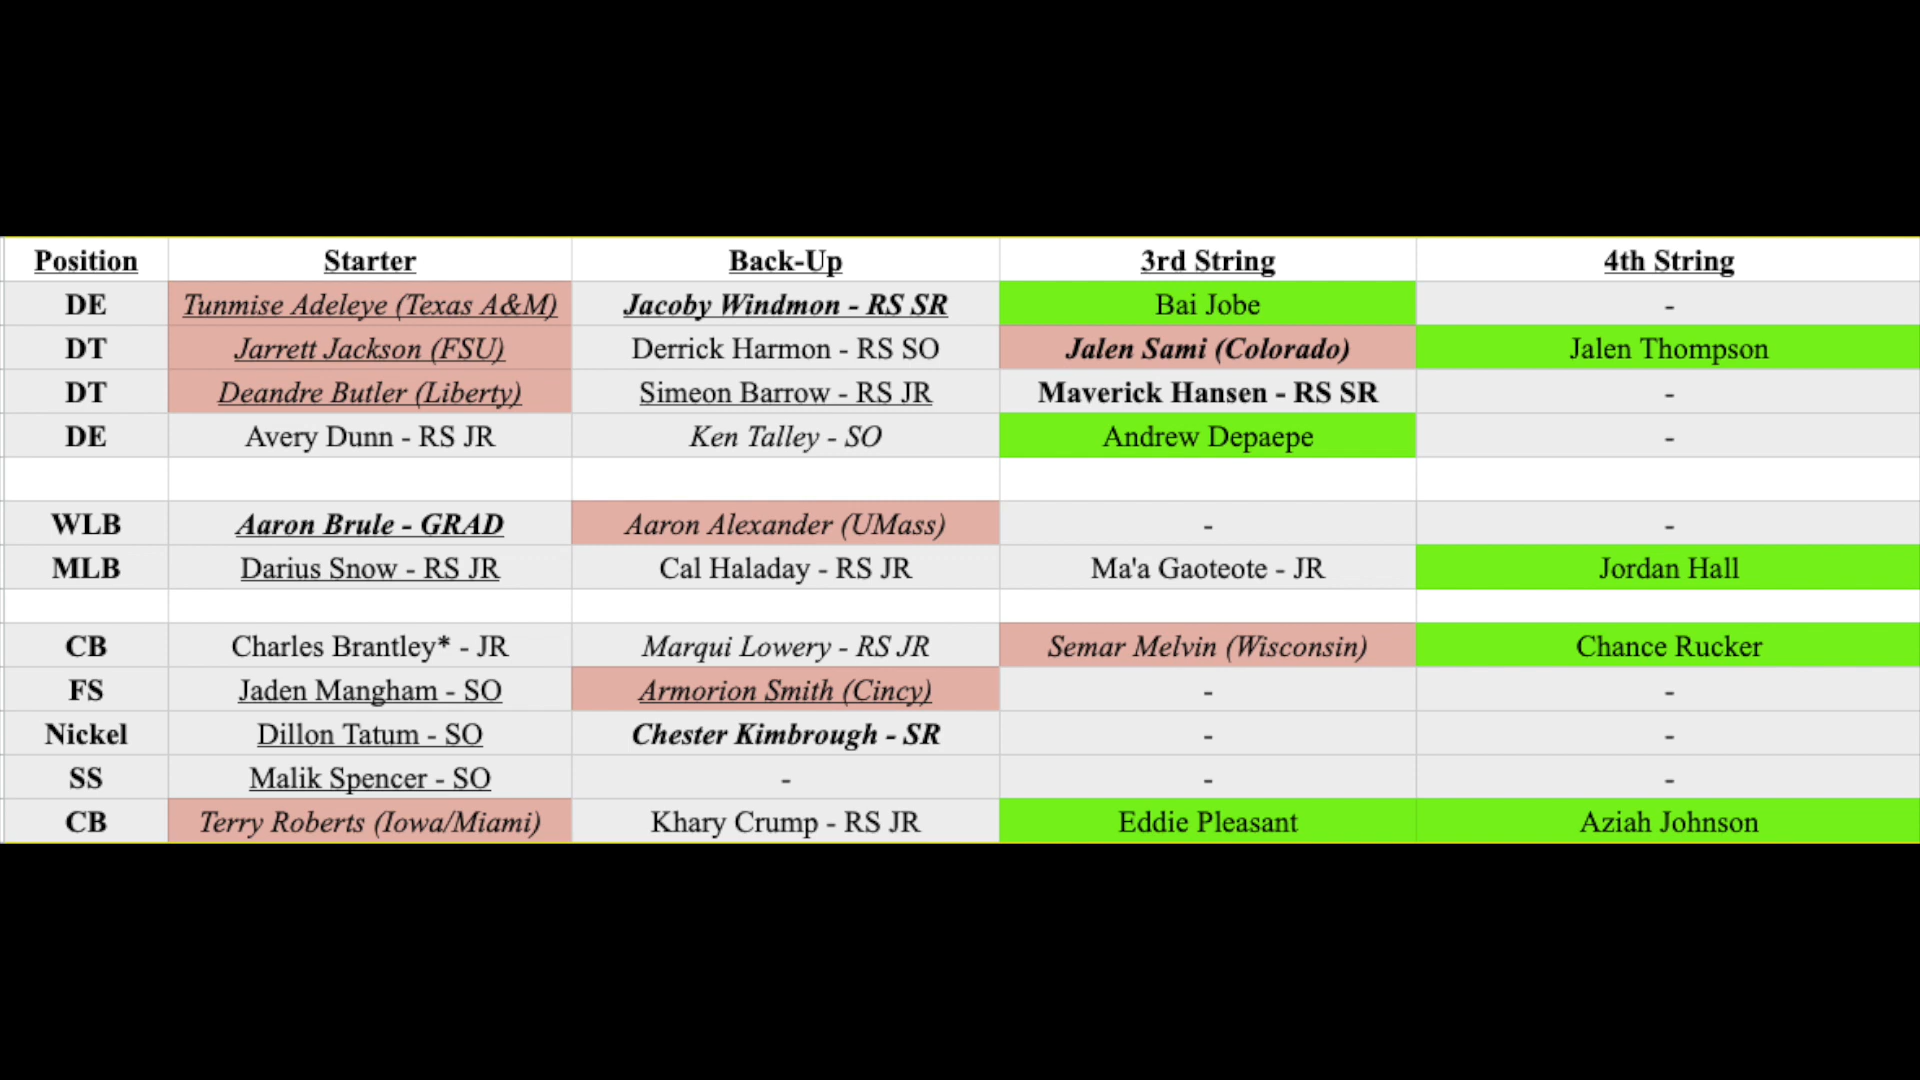 Position Starter Back-Up 3rd String 4th String
DE Tunmise Adeleye (Texas A&M) Jacoby Windmon - RS SR Bai Jobe -
DT Jarrett Jackson (FSU) Derrick Harmon - RS SO Jalen Sami (Colorado) Jalen Thompson
DT Deandre Butler (Liberty) Simeon Barrow - RS JR Maverick Hansen - RS SR -
DE Avery Dunn - RS JR Ken Talley - SO Andrew Depaepe -
WLB Aaron Brule - GRAD Aaron Alexander (UMass) - -
MLB Darius Snow - RS JR Cal Haladay - RS JR Ma'a Gaoteote - JR Jordan Hall
CB Charles Brantley* - JR Marqui Lowery - RS JR Semar Melvin (Wisconsin) Chance Rucker
FS Jaden Mangham - SO Armorion Smith (Cincy) - -
Nickel Dillon Tatum - SO Chester Kimbrough - SR - -
SS Malik Spencer - SO - - -
CB Terry Roberts (Iowa/Miami) Khary Crump - RS JR Eddie Pleasant Aziah Johnson